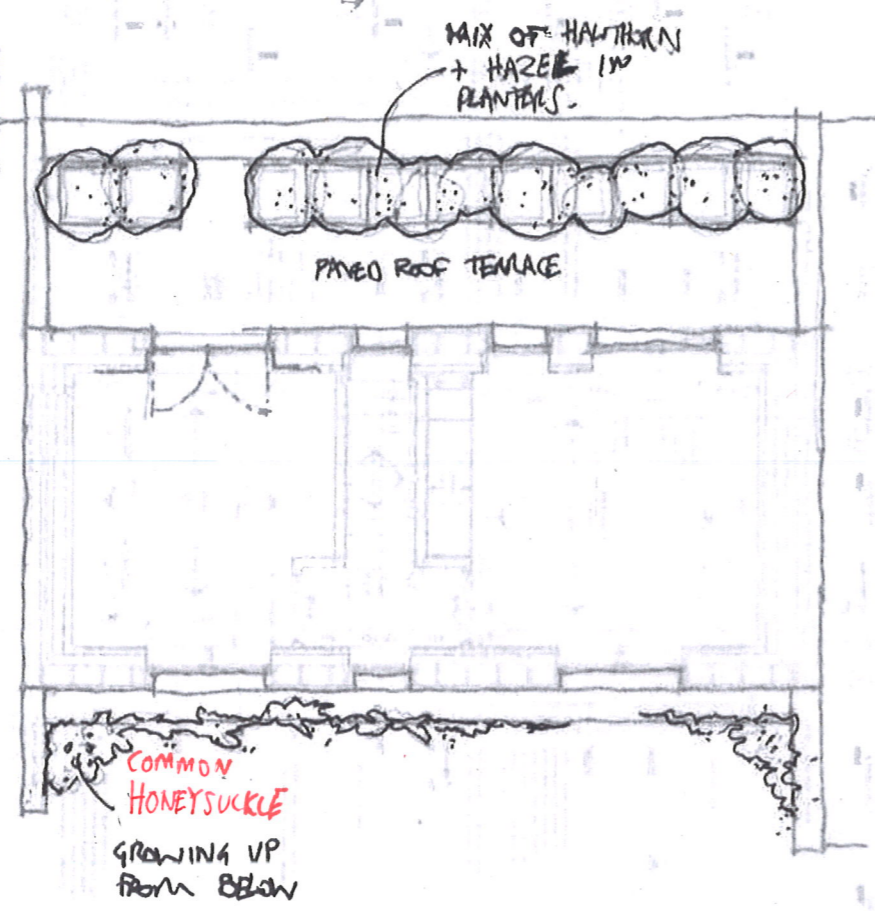 MIX OF HAWTHORN
+ HAZEL IN
PLANTERS.
PAVED ROOF TERRACE
COMMON
HONEYSUCKLE
GROWING UP
FROM BELOW